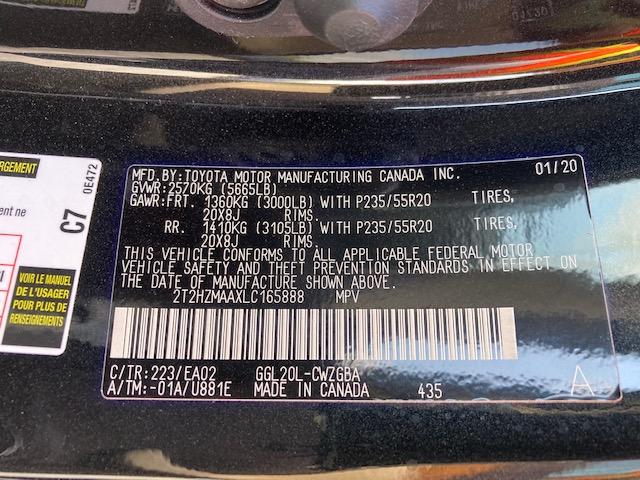 RGEMENT
0E472
C7
nt ne
VOIR LE MANUEL
DE L'USAGER
POUR PLUS DE
RENSEIGNEMENTS
MFD. BY: TOYOTA MOTOR MANUFACTURING CANADA INC. 01/20
GVWR: 2570KG (5665LB)
GAWR: FRT. 1360KG (3000LB) WITH P235/55R20 TIRES,
20X8J RIMS.
RR. 1410KG (3105LB) WITH P235/55R20 TIRES,
20X8J RIMS.
THIS VEHICLE CONFORMS TO ALL APPLICABLE FEDERAL MOTOR
VEHICLE SAFETY AND THEFT PREVENTION STANDARDS IN EFFECT ON
THE DATE OF MANUFACTURE SHOWN ABOVE.
2T2HZMAAXLC165888 MPV
C/TR: 223/EA02 GGL20L-CWZGBA
A/TM: -01A/U881E MADE IN CANADA 435 A